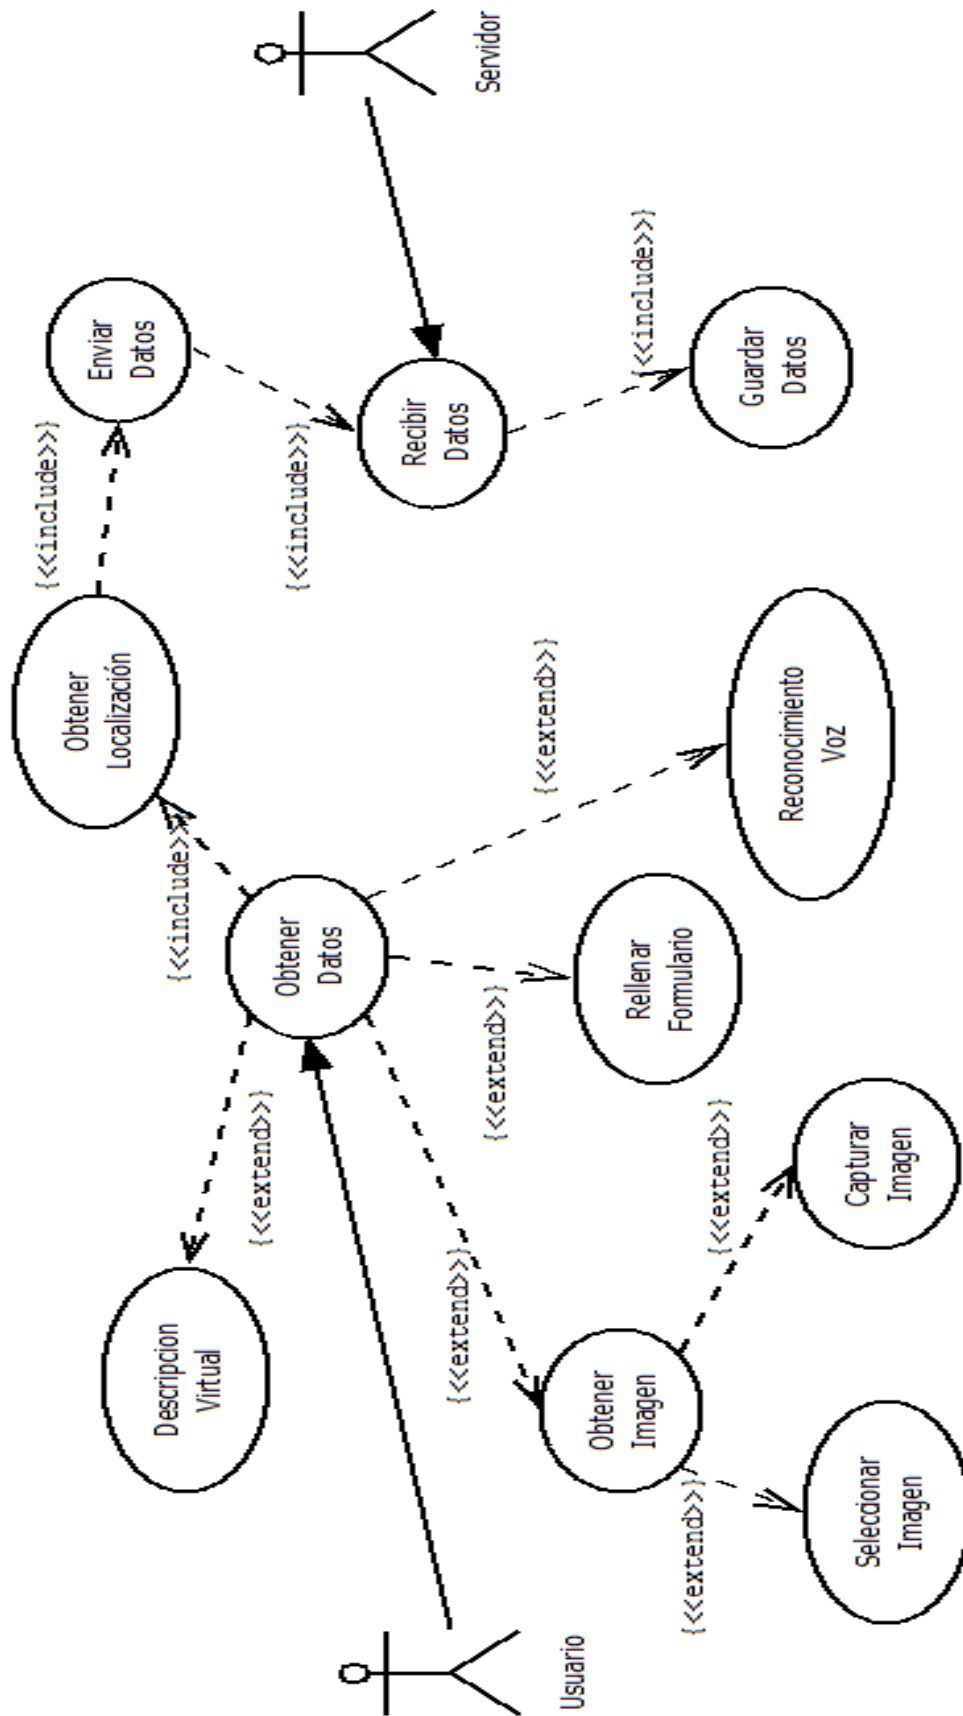 Descripcion
Virtual
{<<extend>>}
Usuario
{<<extend>>}
Obtener
Imagen
{<<extend>>}
Seleccionar
Imagen
{<<extend>>}
Capturar
Imagen
Obtener
Datos
{<<extend>>}
Rellenar
Formulario
{<<include>>}
Obtener
Localización
{<<extend>>}
Reconocimiento
Voz
{<<include>>}
Enviar
Datos
{<<include>>}
Recibir
Datos
{<<include>>}
Guardar
Datos
Servidor